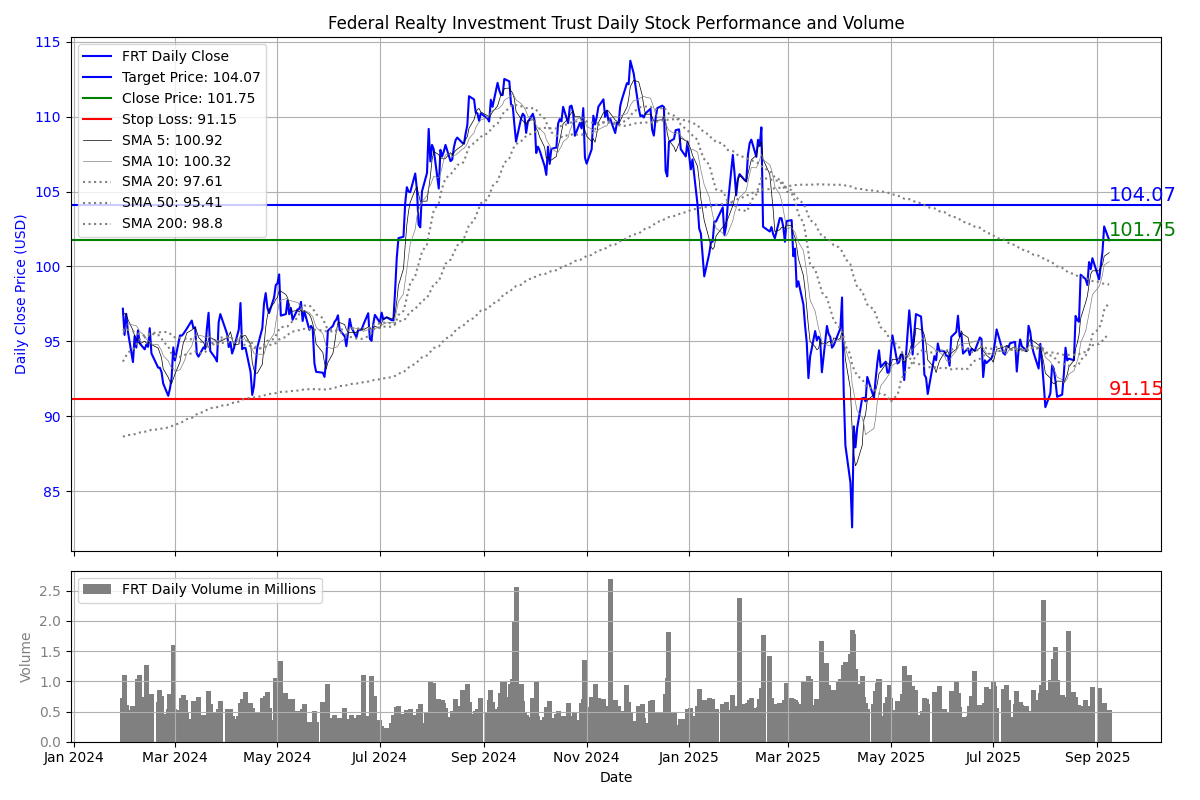 Federal Realty Investment Trust Daily Stock Performance and Volume
115
110
105
100
95
90
85
Daily Close Price (USD)
FRT Daily Close
Target Price: 104.07
Close Price: 101.75
Stop Loss: 91.15
SMA 5: 100.92
SMA 10: 100.32
SMA 20: 97.61
SMA 50: 95.41
SMA 200: 98.8
104.07
101.75
91.15
2.5
2.0
1.5
1.0
0.5
0.0
Volume
FRT Daily Volume in Millions
Jan 2024 Mar 2024 May 2024 Jul 2024 Sep 2024 Nov 2024 Jan 2025 Mar 2025 May 2025 Jul 2025 Sep 2025
Date